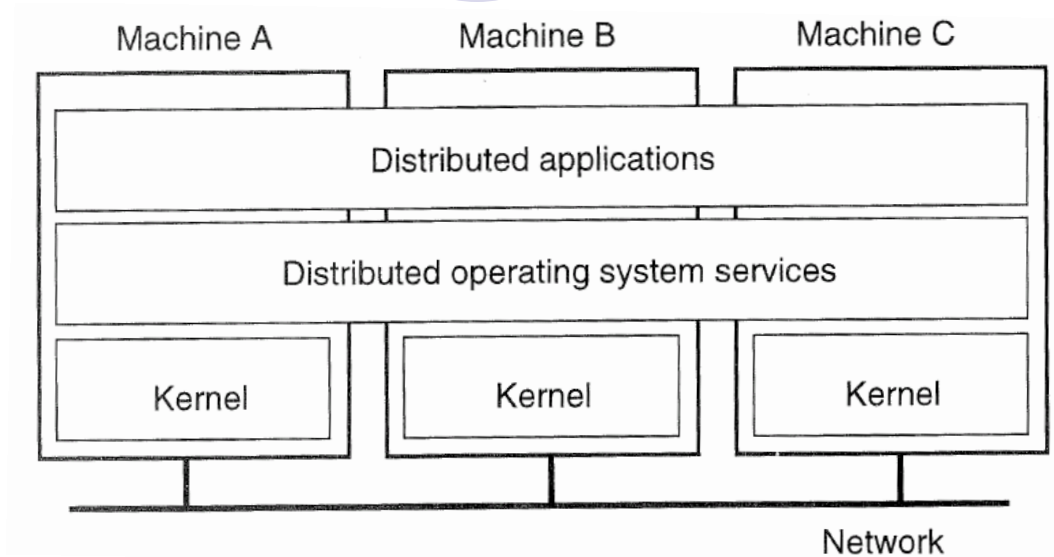 Machine A
Machine B
Machine C
Distributed applications
Distributed operating system services
Kernel
Kernel
Kernel
Network